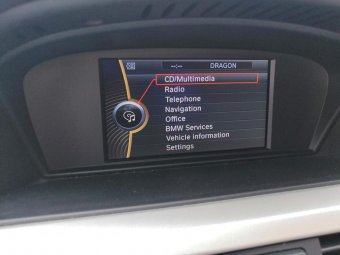 --:-- DRAGON
CD/Multimedia
Radio
Telephone
Navigation
Office
BMW Services
Vehicle Information
Settings